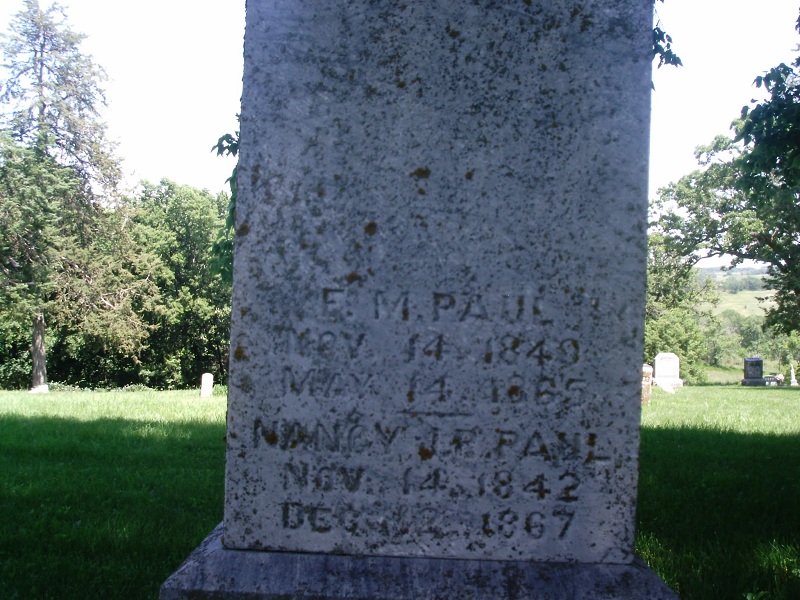 E. M. PAUL
NOV. 14. 1849
MAY. 14. 1865
NANCY J. P. PAUL
NOV. 14. 1842
DEC. 1867